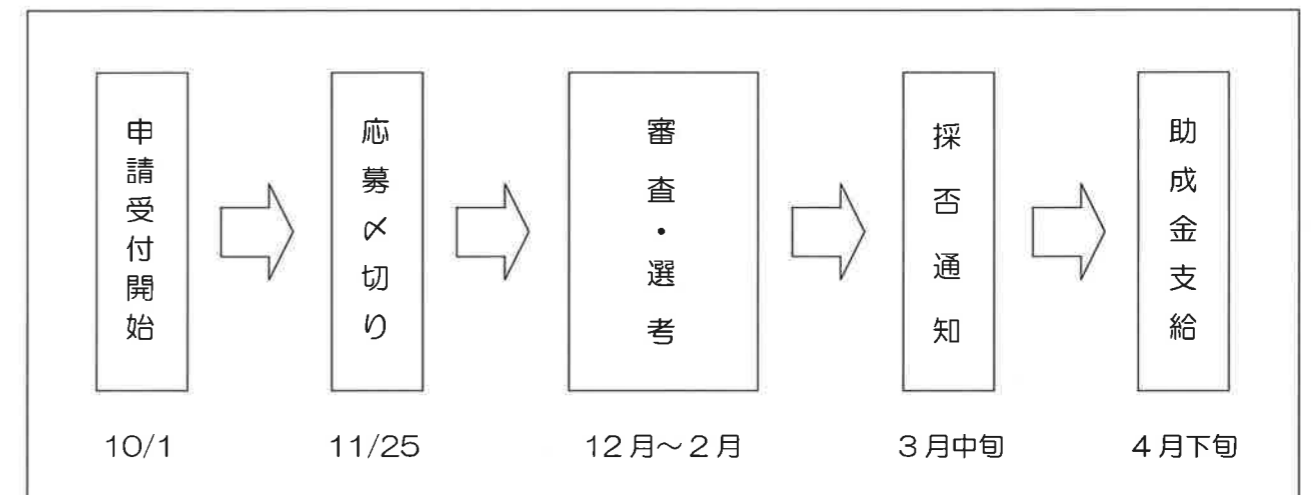 申請受付開始
応募〆切り
審査・選考
採否通知
助成金支給
10/1
11/25
12月～2月
3月中旬
4月下旬